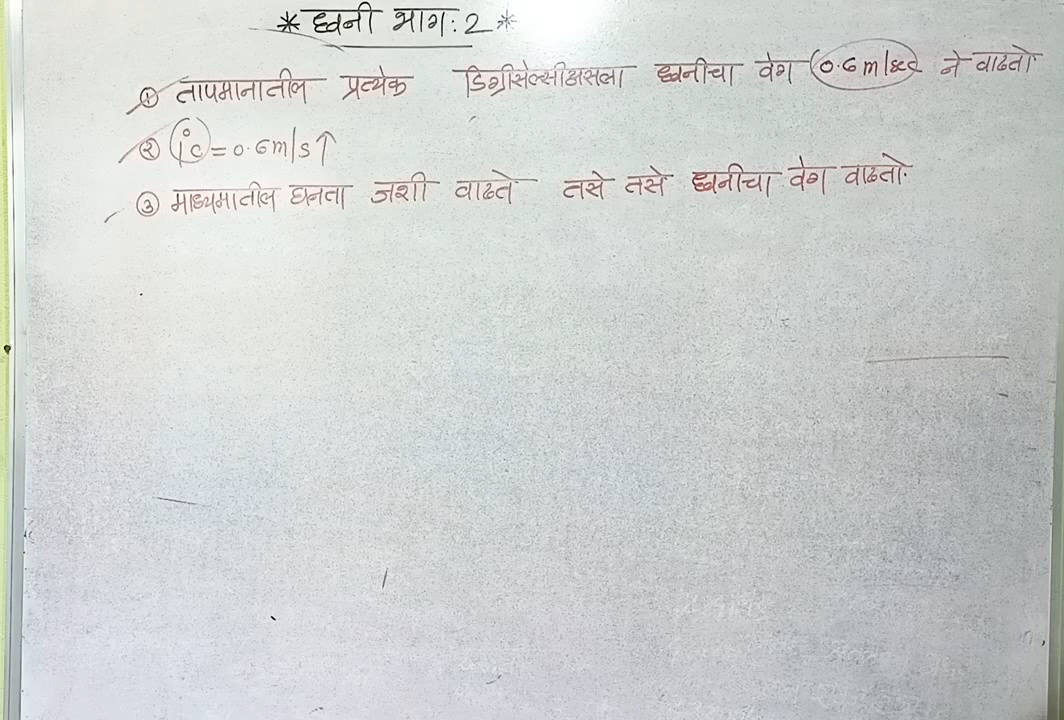 * ध्वनी भाग : 2 *
① तापमानातील प्रत्येक डिग्रीसेल्सीअसला ध्वनीचा वेग (0.6 m/sec) ने वाढतो
② (1°c) = 0.6m/s ↑
③ माध्यमातील घनता जशी वाढते तसे तसे ध्वनीचा वेग वाढतो.